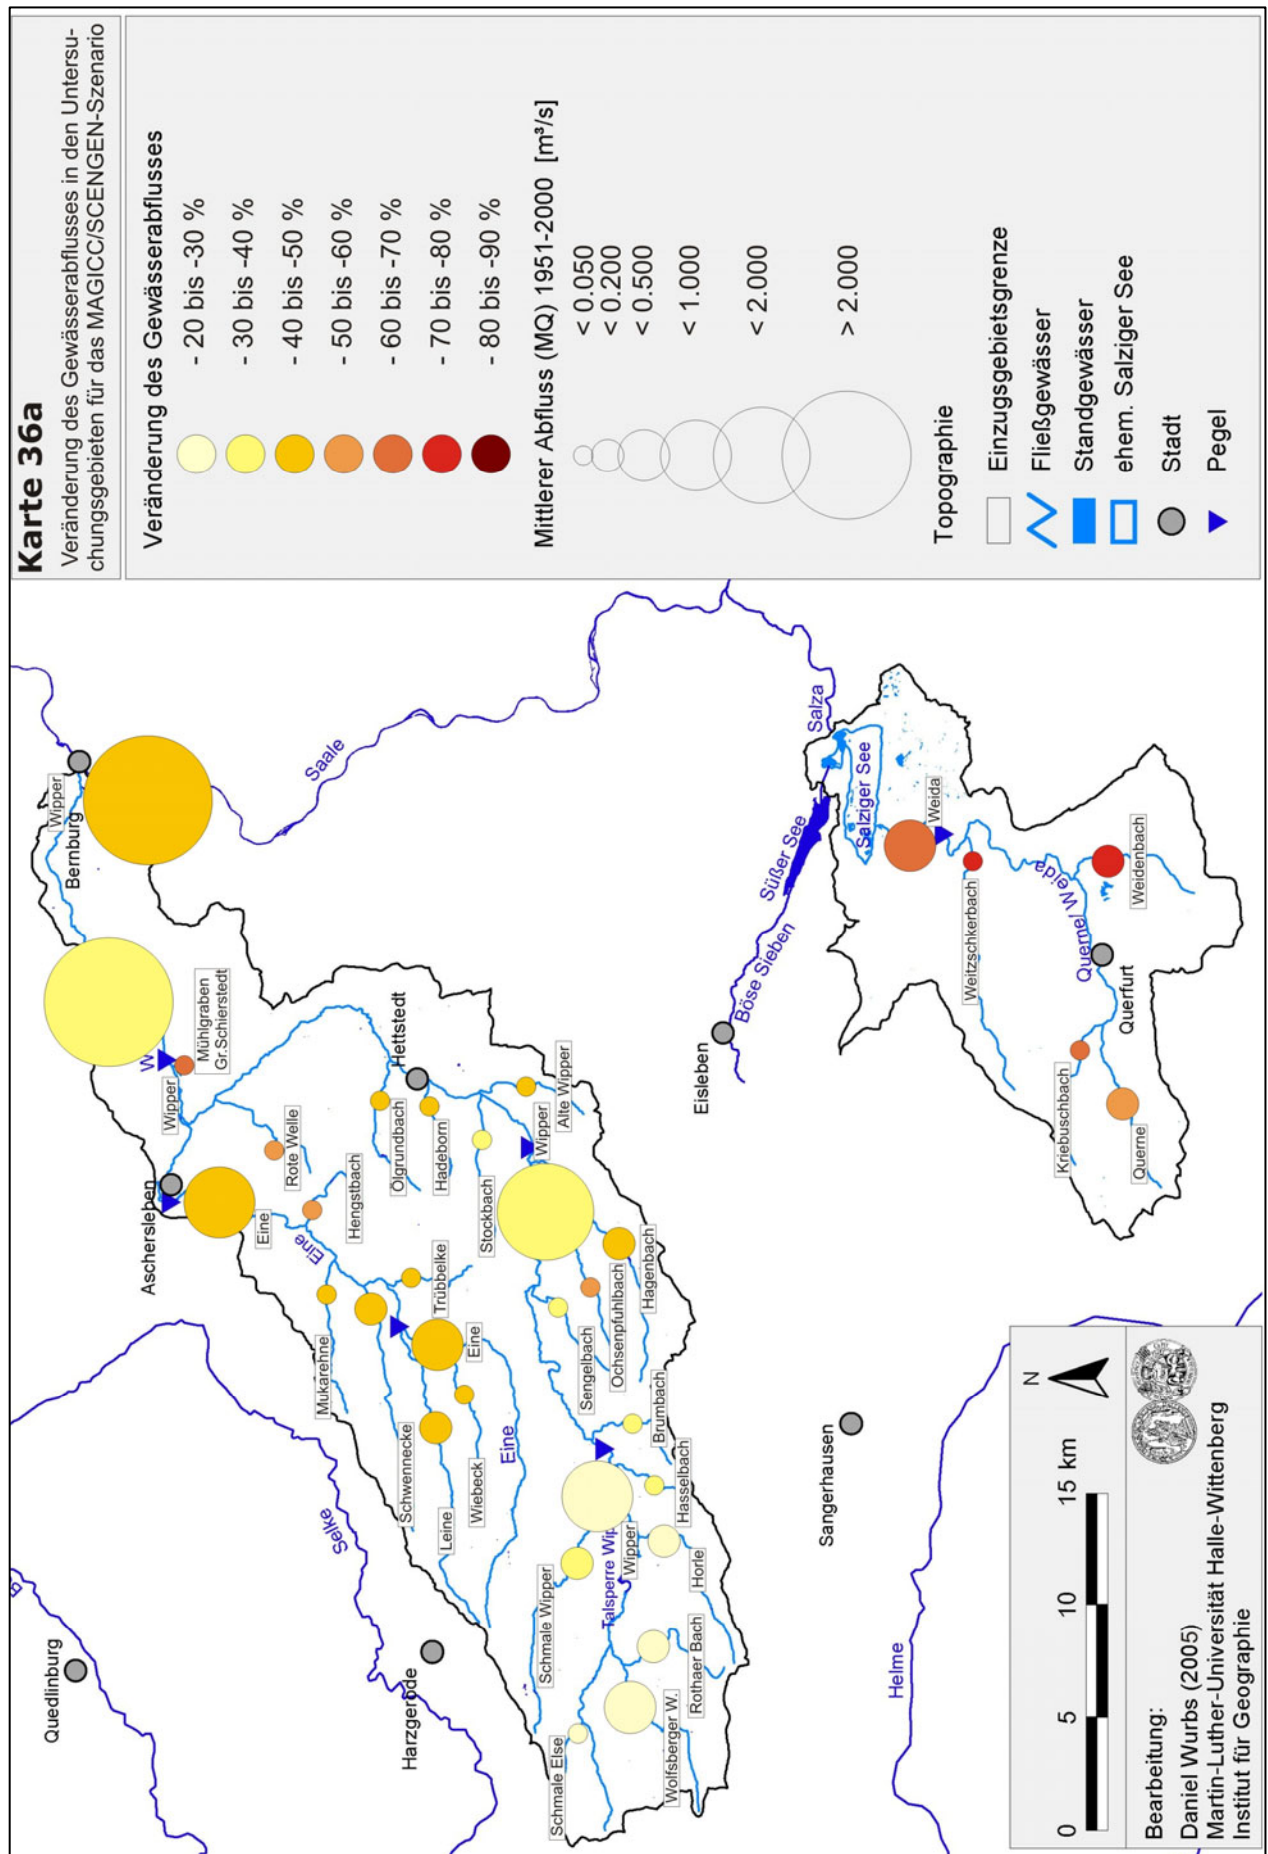 Karte 36a
Veränderung des Gewässerabflusses in den Untersu-
chungsgebieten für das MAGICC/SCENGEN-Szenario
Veränderung des Gewässerabflusses
- 20 bis -30 %
- 30 bis -40 %
- 40 bis -50 %
- 50 bis -60 %
- 60 bis -70 %
- 70 bis -80 %
- 80 bis -90 %
Mittlerer Abfluss (MQ) 1951-2000 [m³/s]
< 0.050
< 0.200
< 0.500
< 1.000
< 2.000
> 2.000
Topographie
Einzugsgebietsgrenze
Fließgewässer
Standgewässer
ehem. Salziger See
Stadt
Pegel
Quedlinburg
Harzgerode
Selke
Aschersleben
Wipper
W
Mühlgraben
Gr.Schierstedt
Bernburg
Wipper
Saale
Eine
Eine
Rote Welle
Hengstbach
Mukarehne
Trübbelke
Eine
Schwennecke
Leine
Wiebeck
Eine
Ölgrundbach
Hettstedt
Hadeborn
Stockbach
Alte Wipper
Wipper
Hagenbach
Ochsenpfuhlbach
Sengelbach
Brumbach
Hasselbach
Schmale Wipper
Talsperre Wip
Wipper
Horle
Rothaer Bach
Wolfsberger W.
Schmale Else
Eisleben
Böse Sieben
Süßer See
Salziger See
Salza
Weida
Weitzschkerbach
Weidenbach
Querne/ Weida
Querfurt
Kriebuschbach
Querne
Sangerhausen
Helme
N
0 5 10 15 km
Bearbeitung:
Daniel Wurbs (2005)
Martin-Luther-Universität Halle-Wittenberg
Institut für Geographie